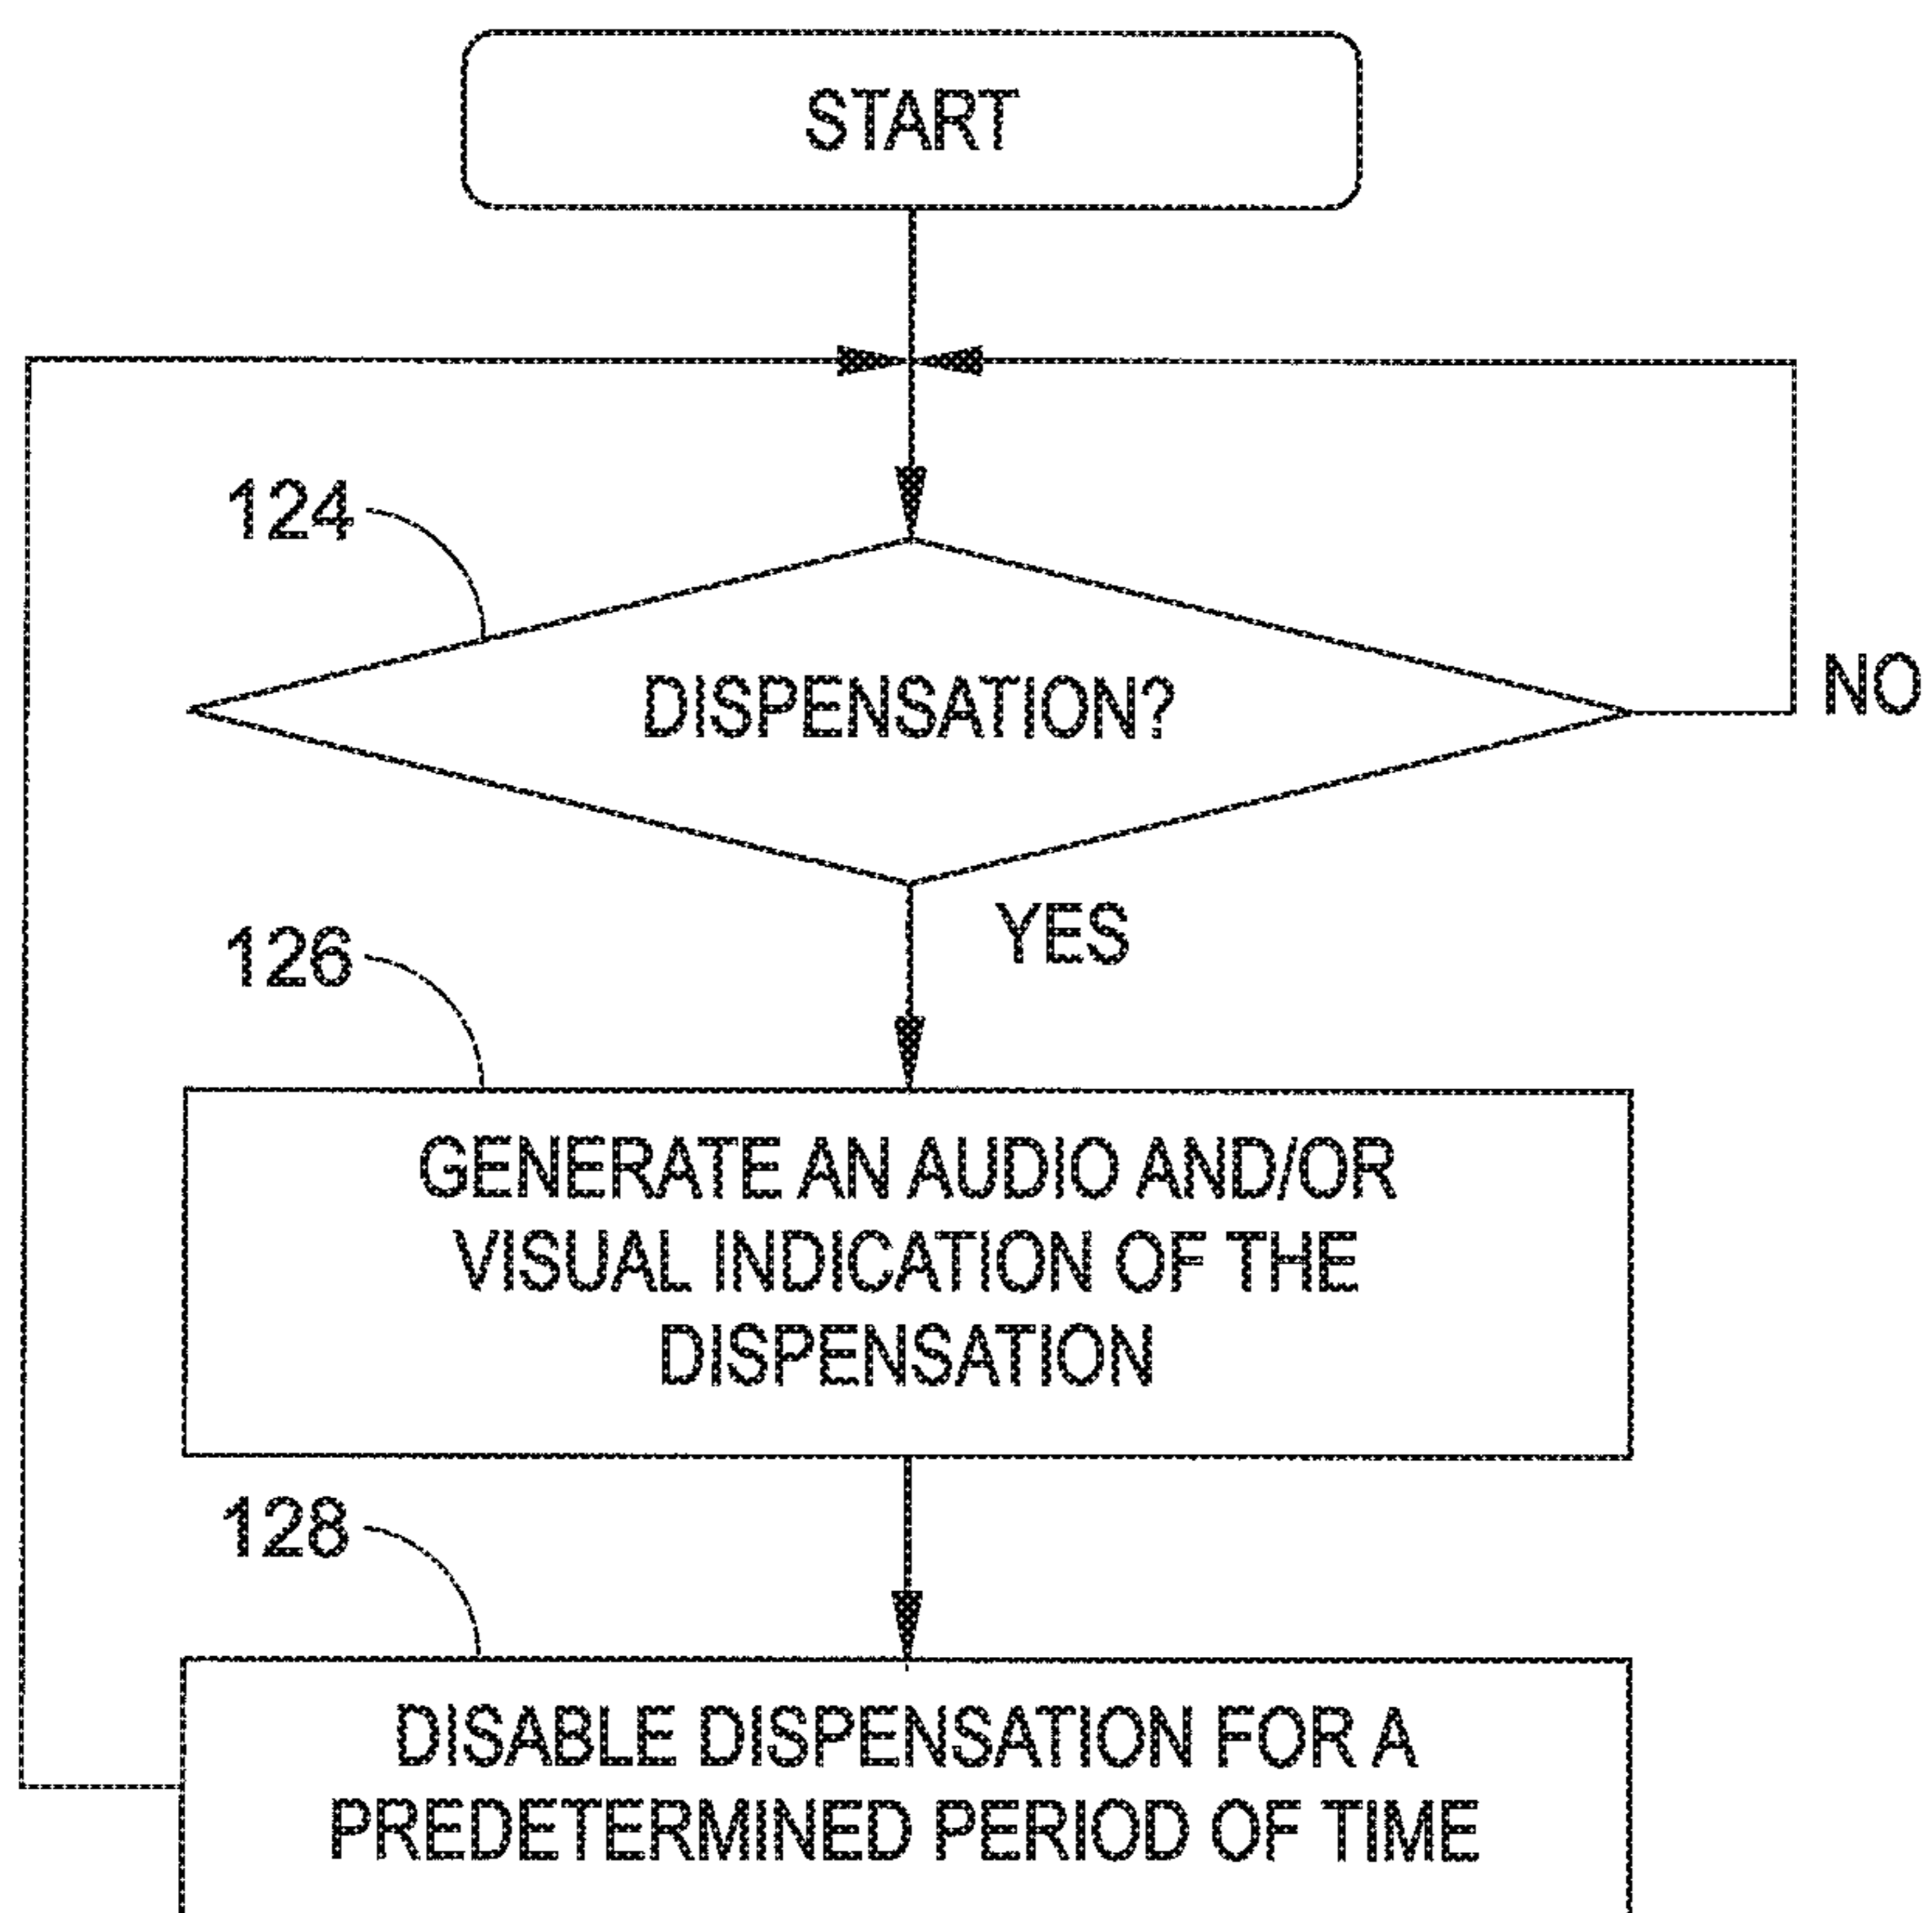 START
124
DISPENSATION?
NO
YES
126
GENERATE AN AUDIO AND/OR
VISUAL INDICATION OF THE
DISPENSATION
128
DISABLE DISPENSATION FOR A
PREDETERMINED PERIOD OF TIME